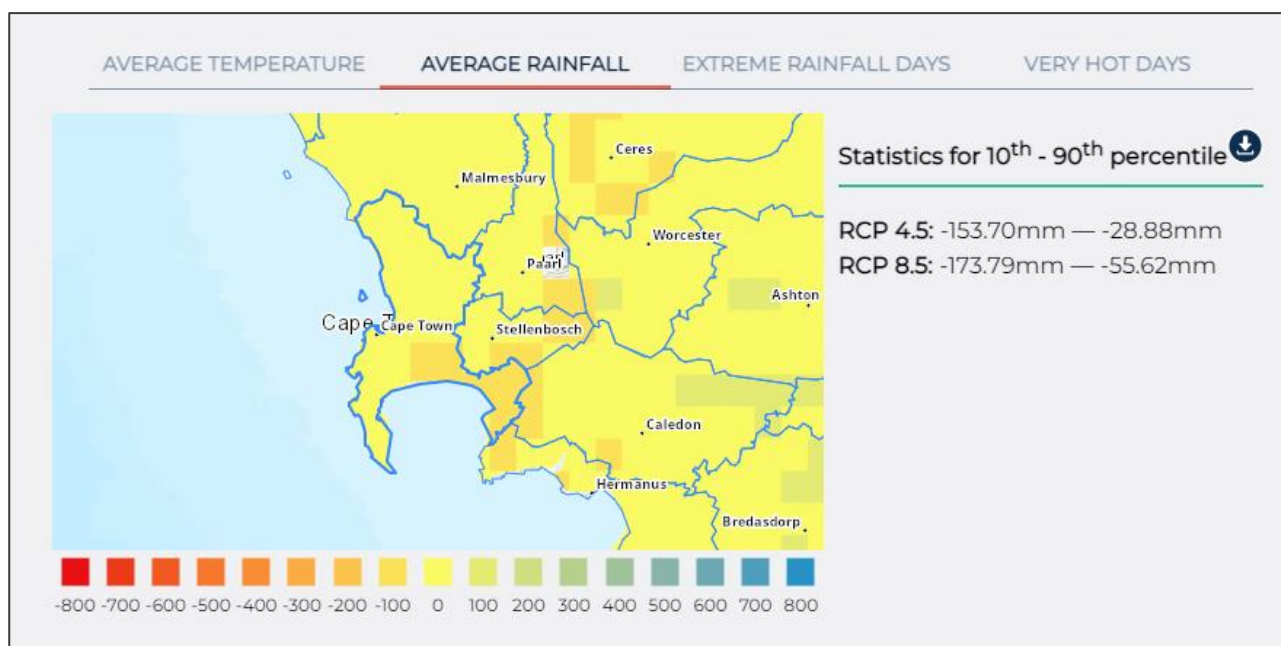 AVERAGE TEMPERATURE AVERAGE RAINFALL EXTREME RAINFALL DAYS VERY HOT DAYS
Statistics for 10th - 90th percentile
RCP 4.5: -153.70mm — -28.88mm
RCP 8.5: -173.79mm — -55.62mm
Ceres
Malmesbury
Worcester
Paarl
Ashton
Cape T
Cape Town
Stellenbosch
Caledon
Hermanus
Bredasdorp
-800 -700 -600 -500 -400 -300 -200 -100 0 100 200 300 400 500 600 700 800